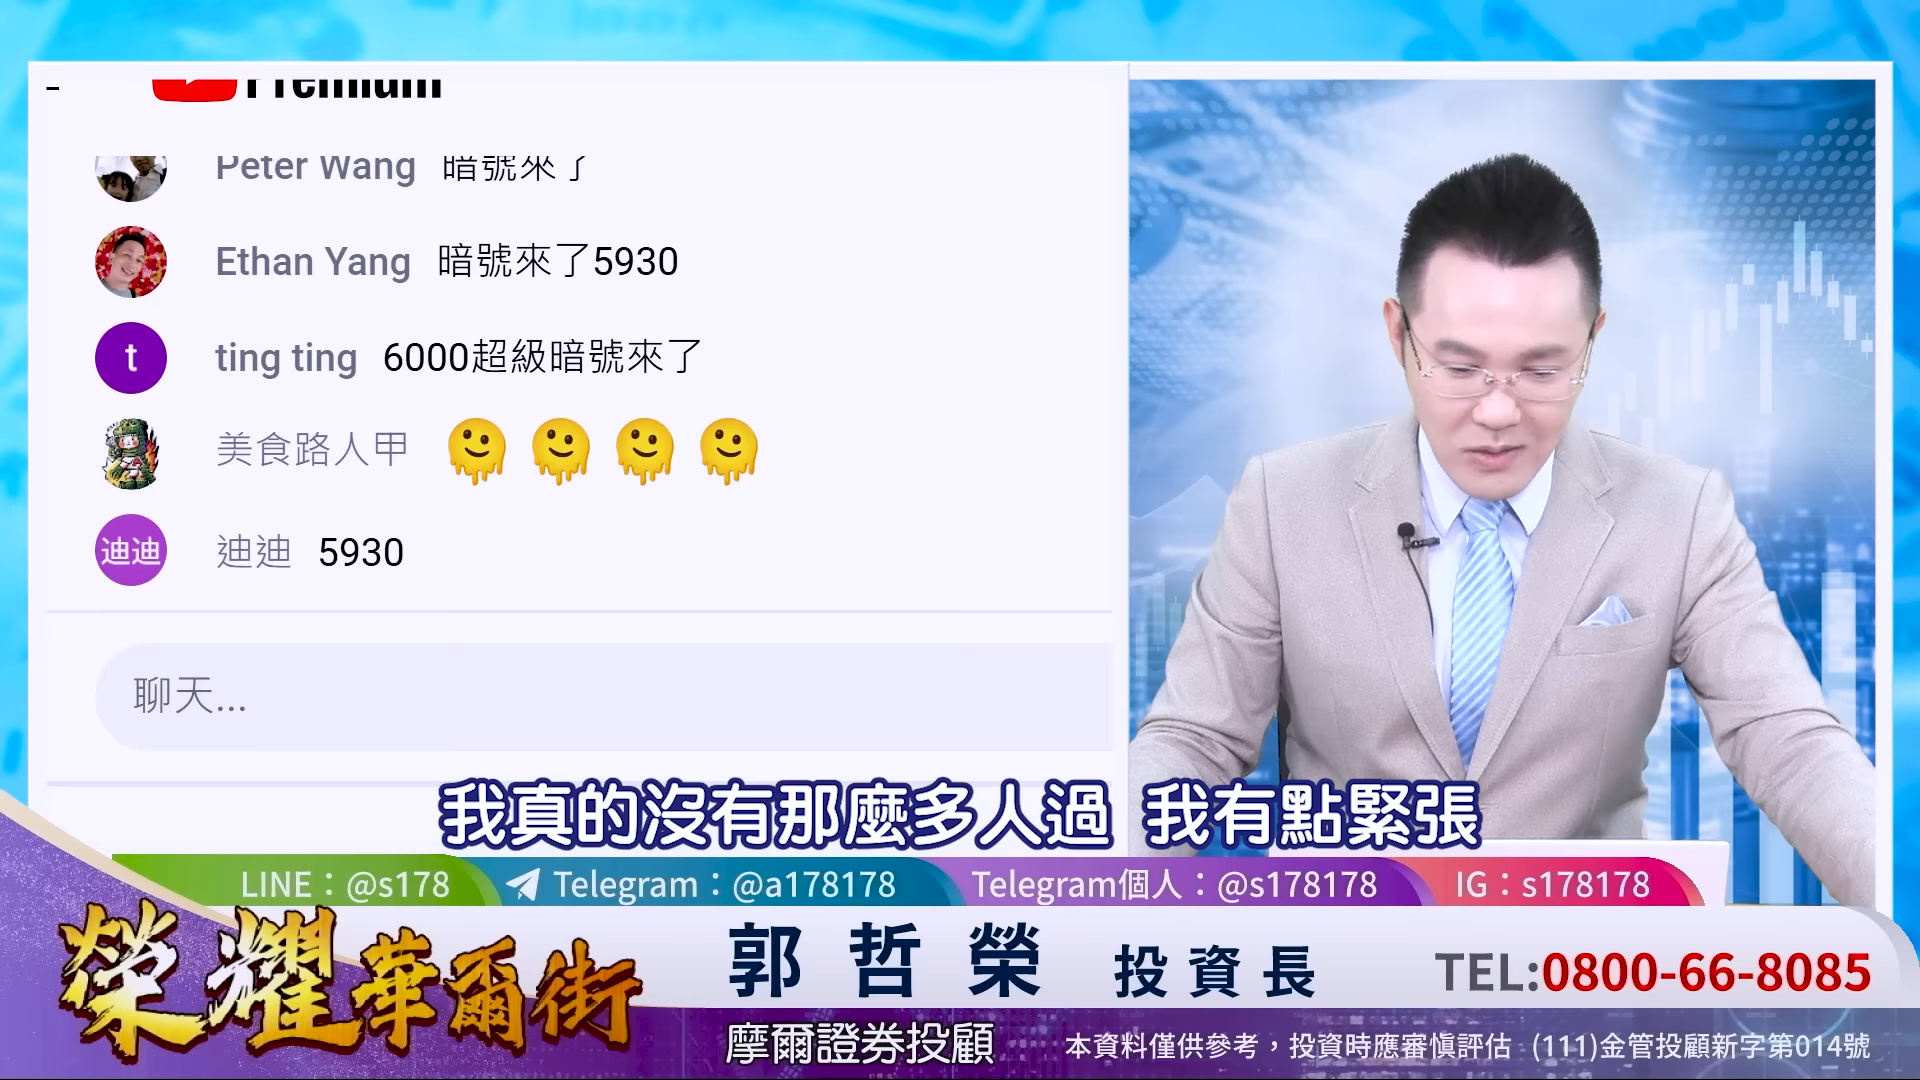 Premium
Peter Wang 暗號來了
Ethan Yang 暗號來了5930
t
ting ting 6000超級暗號來了
美食路人甲 🫠 🫠 🫠 🫠
迪迪
迪迪 5930
聊天...
我真的沒有那麼多人過 我有點緊張
LINE：@s178
Telegram：@a178178
Telegram個人：@s178178
IG：s178178
榮耀華爾街
郭哲榮 投資長
TEL:0800-66-8085
摩爾證券投顧
本資料僅供參考，投資時應審慎評估 (111)金管投顧新字第014號